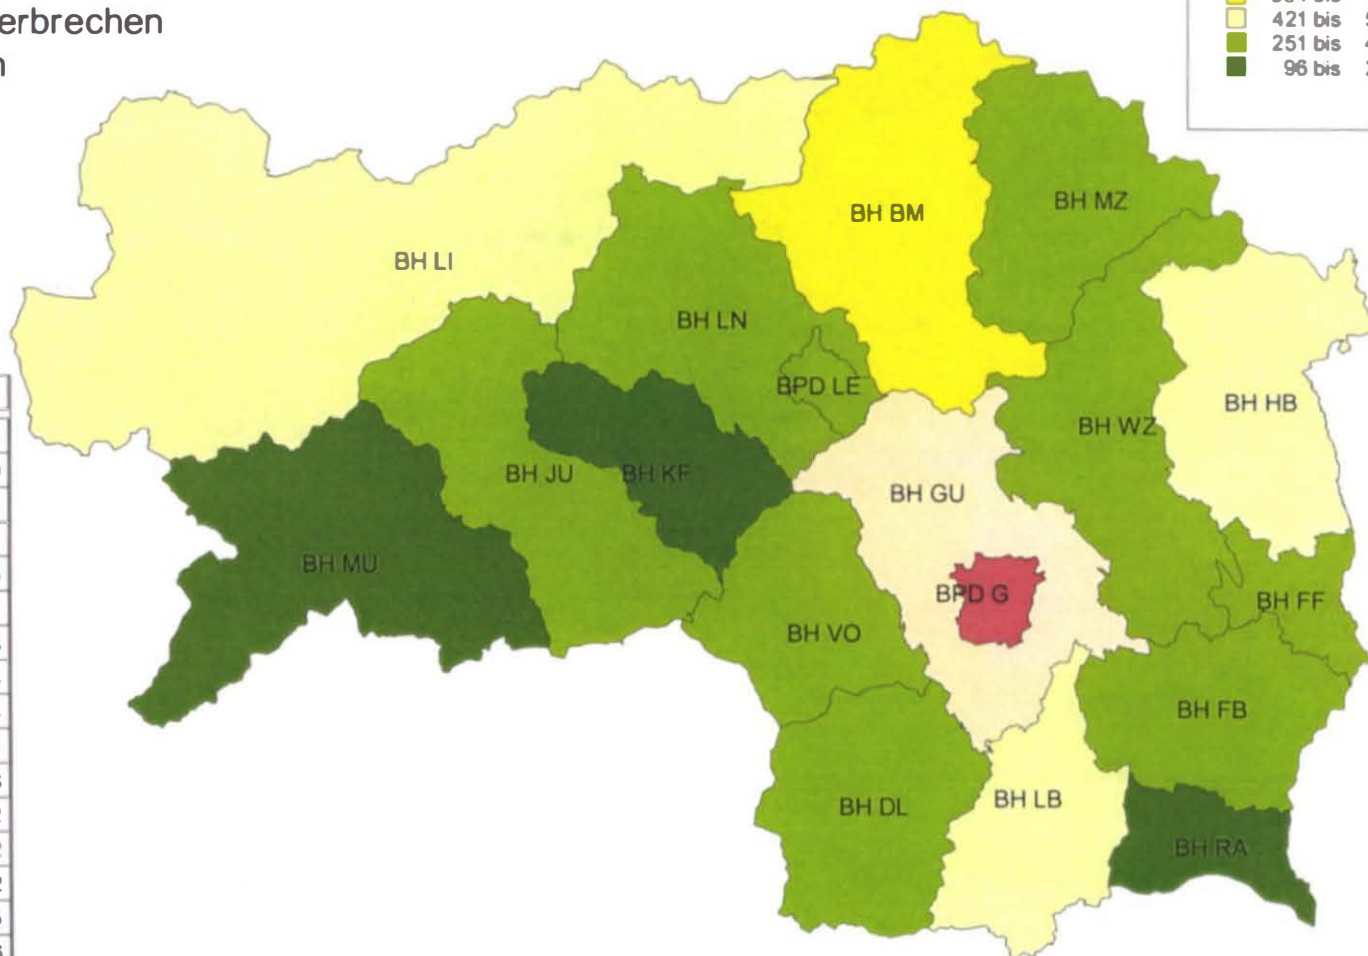 erbrechen
421 bis
251 bis
96 bis
BH BM
BH MZ
BH LI
BH LN
BPD LE
BH HB
BH WZ
BH JU
BH KF
BH GU
BH MU
BPD G
BH FF
BH VO
BH FB
BH DL
BH LB
BH RA